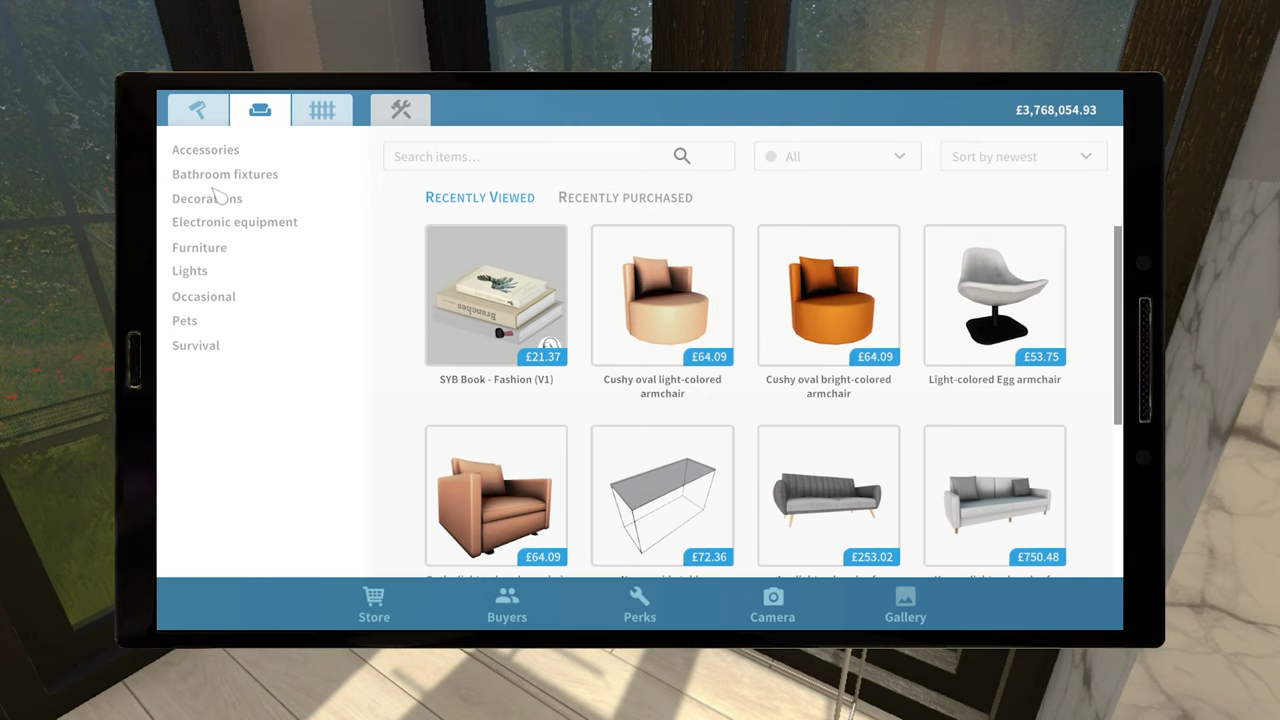 £3,768,054.93
Accessories
Bathroom fixtures
Decorations
Electronic equipment
Furniture
Lights
Occasional
Pets
Survival
Search items...
All
Sort by newest
RECENTLY VIEWED
RECENTLY PURCHASED
Branches
£21.37
SYB Book - Fashion (V1)
£64.09
Cushy oval light-colored
armchair
£64.09
Cushy oval bright-colored
armchair
£53.75
Light-colored Egg armchair
£64.09
£72.36
£253.02
£750.48
Store
Buyers
Perks
Camera
Gallery